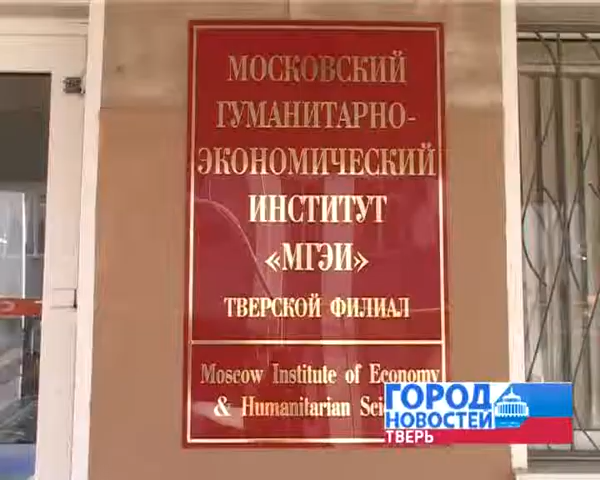 МОСКОВСКИЙ
ГУМАНИТАРНО-
ЭКОНОМИЧЕСКИЙ
ИНСТИТУТ
«МГЭИ»
ТВЕРСКОЙ ФИЛИАЛ
Moscow Institute of Economy
& Humanitarian
ГОРОД
НОВОСТЕЙ
ТВЕРЬ